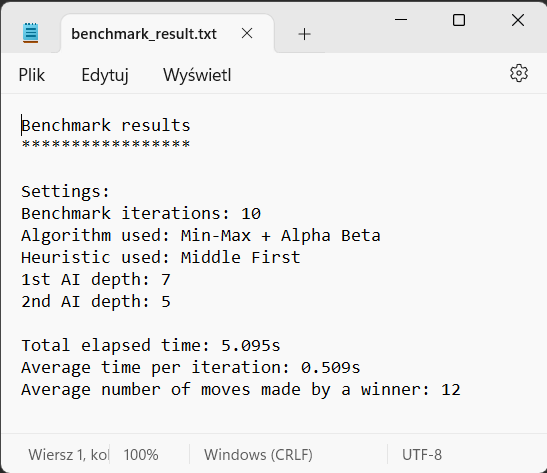 benchmark_result.txt
Plik Edytuj Wyświetl
Benchmark results
*****************
Settings:
Benchmark iterations: 10
Algorithm used: Min-Max + Alpha Beta
Heuristic used: Middle First
1st AI depth: 7
2nd AI depth: 5
Total elapsed time: 5.095s
Average time per iteration: 0.509s
Average number of moves made by a winner: 12
Wiersz 1, kol 100% Windows (CRLF) UTF-8